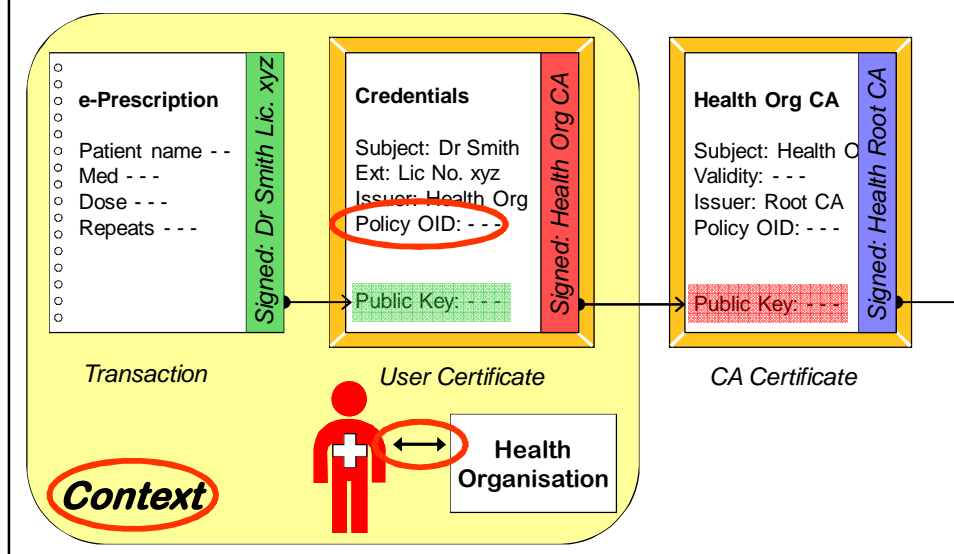 e-Prescription
Patient name - -
Med - - -
Dose - - -
Repeats - - -
Signed: Dr Smith Lic. xyz
Transaction
Credentials
Subject: Dr Smith
Ext: Lic No. xyz
Issuer: Health Org
Policy OID: - - -
Public Key: - - -
Signed: Health Org CA
User Certificate
Health Org CA
Subject: Health O
Validity: - - -
Issuer: Root CA
Policy OID: - - -
Public Key: - - -
Signed: Health Root CA
CA Certificate
Context
Health
Organisation